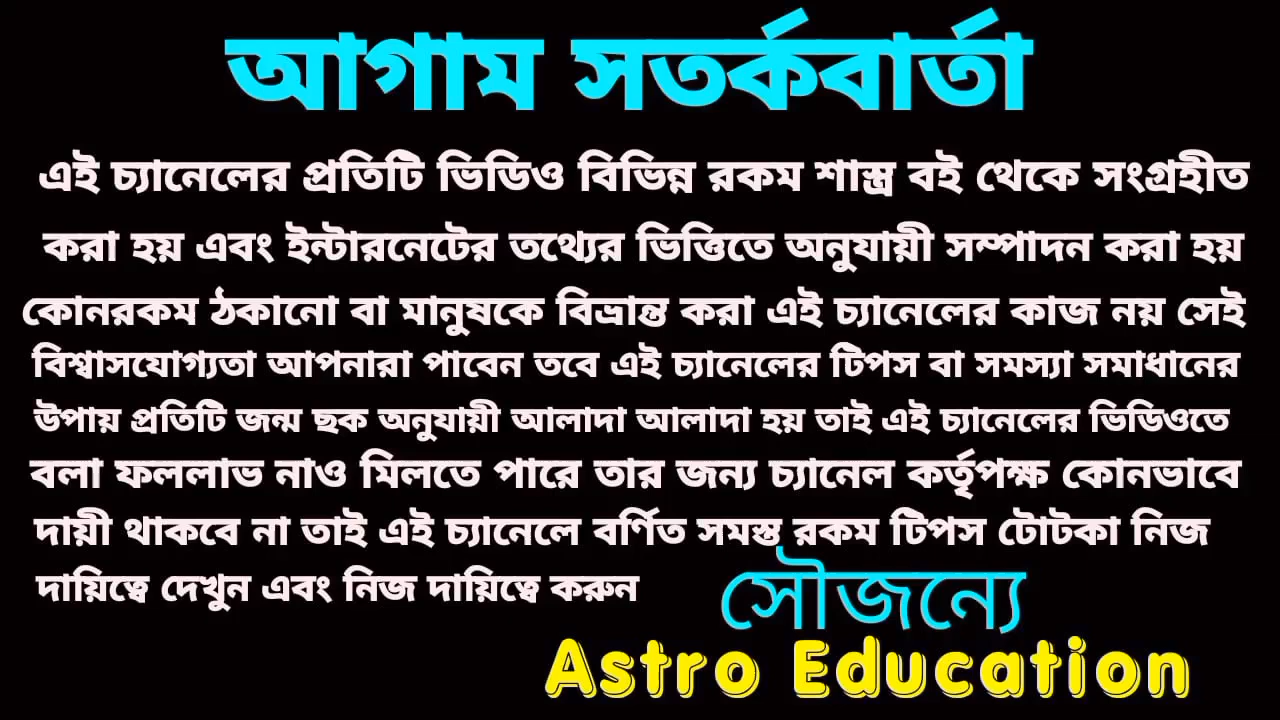 আগাম সতর্কবার্তা
এই চ্যানেলের প্রতিটি ভিডিও বিভিন্ন রকম শাস্ত্র বই থেকে সংগ্রহীত
করা হয় এবং ইন্টারনেটের তথ্যের ভিত্তিতে অনুযায়ী সম্পাদন করা হয়
কোনরকম ঠকানো বা মানুষকে বিভ্রান্ত করা এই চ্যানেলের কাজ নয় সেই
বিশ্বাসযোগ্যতা আপনারা পাবেন তবে এই চ্যানেলের টিপস বা সমস্যা সমাধানের
উপায় প্রতিটি জন্ম ছক অনুযায়ী আলাদা আলাদা হয় তাই এই চ্যানেলের ভিডিওতে
বলা ফললাভ নাও মিলতে পারে তার জন্য চ্যানেল কর্তৃপক্ষ কোনভাবে
দায়ী থাকবে না তাই এই চ্যানেলে বর্ণিত সমস্ত রকম টিপস টোটকা নিজ
দায়িত্বে দেখুন এবং নিজ দায়িত্বে করুন
সৌজন্যে
Astro Education